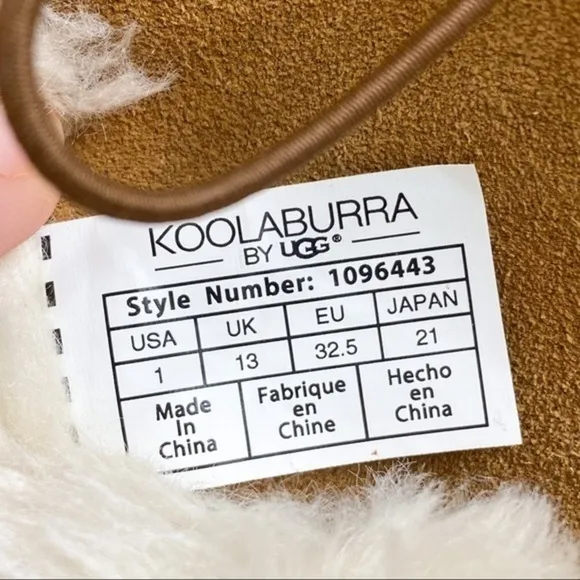 KOOLABURRA
BY UGG®
Style Number: 1096443
USA UK EU JAPAN
1 13 32.5 21
Made In China
Fabrique en Chine
Hecho en China